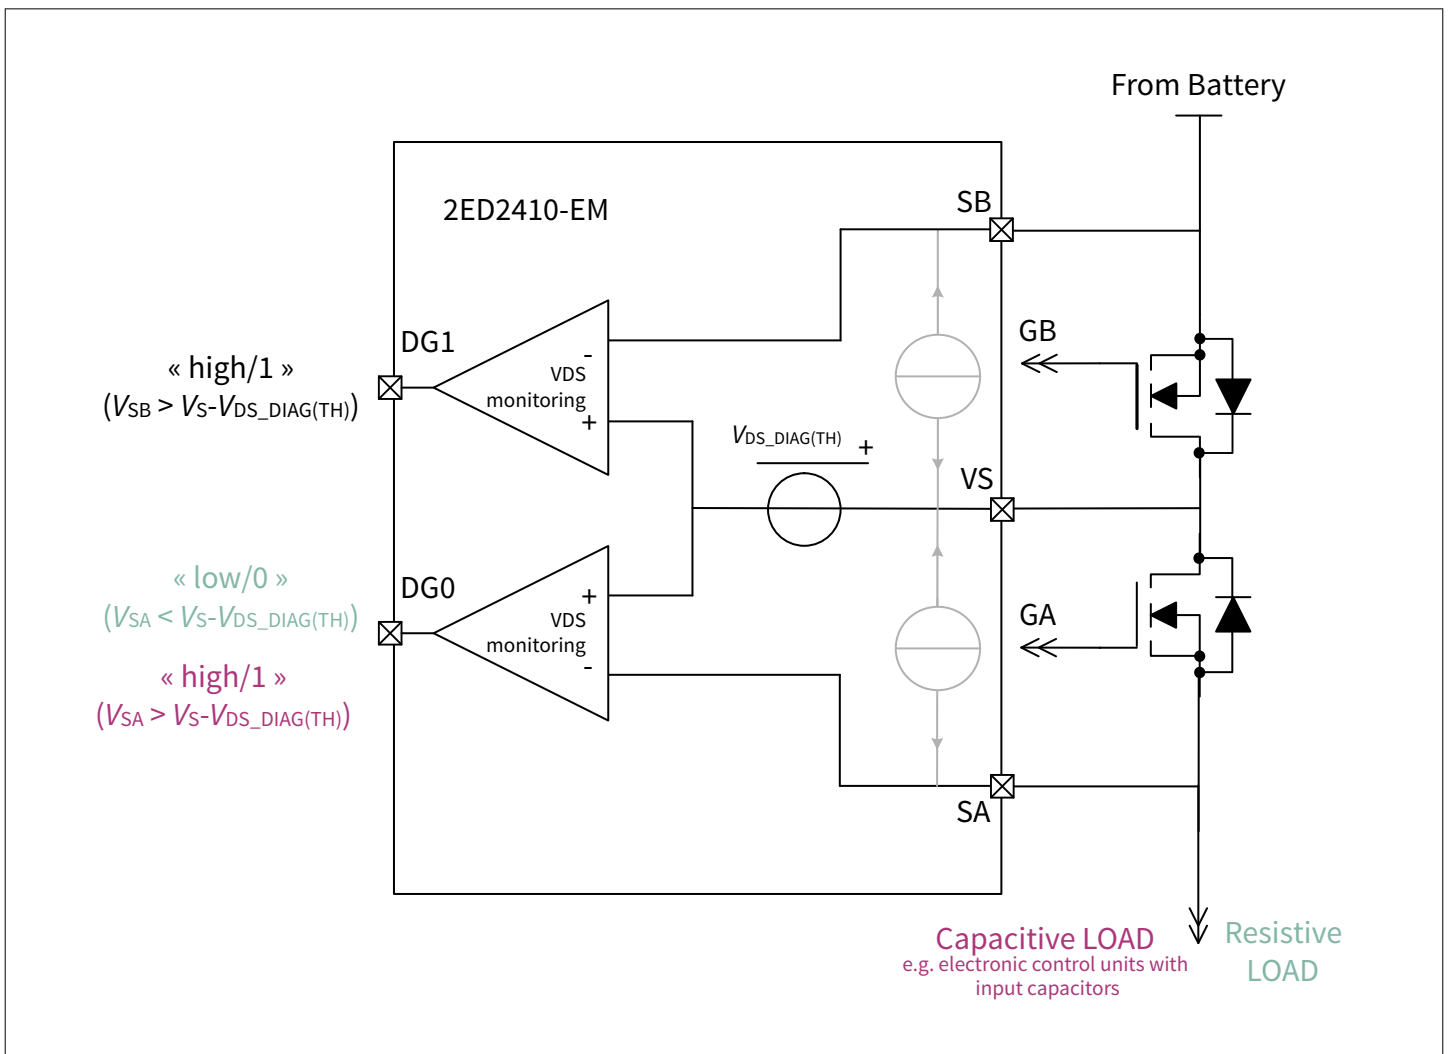 From Battery
2ED2410-EM
SB
DG1
GB
« high/1 »
(VSB > VS-VDS_DIAG(TH))
-
VDS
monitoring
+
VDS_DIAG(TH) +
VS
« low/0 »
(VSA < VS-VDS_DIAG(TH))
DG0
+
VDS
monitoring
-
GA
« high/1 »
(VSA > VS-VDS_DIAG(TH))
SA
Capacitive LOAD
e.g. electronic control units with
input capacitors
Resistive
LOAD